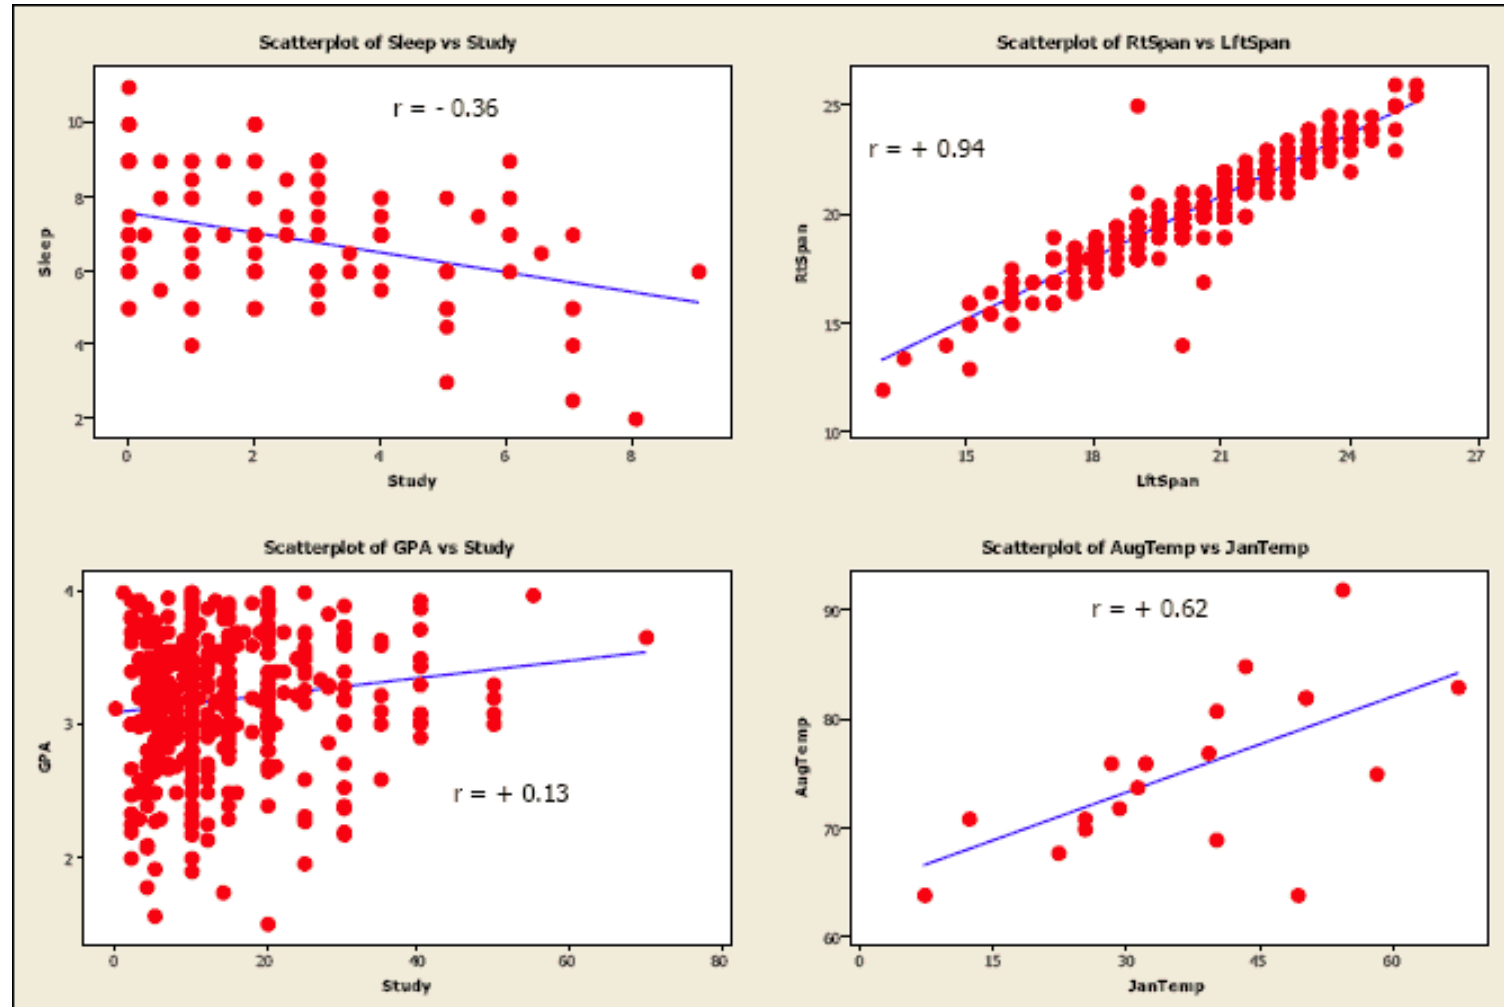 Scatterplot of Sleep vs Study
r = - 0.36
10
8
6
4
2
Sleep
0 2 4 6 8
Study
Scatterplot of RtSpan vs LftSpan
r = + 0.94
25
20
15
10
RtSpan
15 18 21 24 27
LftSpan
Scatterplot of GPA vs Study
4
3
2
GPA
r = + 0.13
0 20 40 60 80
Study
Scatterplot of AugTemp vs JanTemp
r = + 0.62
90
80
70
60
AugTemp
0 15 30 45 60
JanTemp